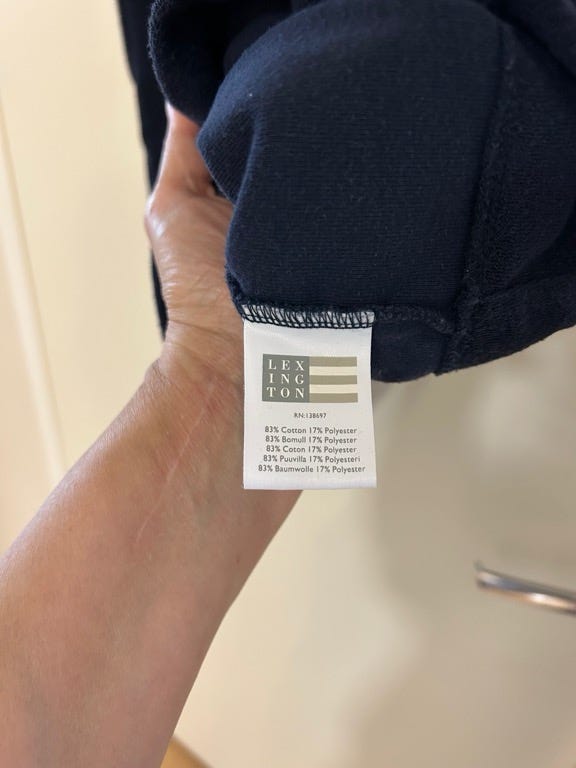 LEX
ING
TON
RN:138697
83% Cotton 17% Polyester
83% Bomull 17% Polyester
83% Coton 17% Polyester
83% Puuvilla 17% Polyesteri
83% Baumwolle 17% Polyester